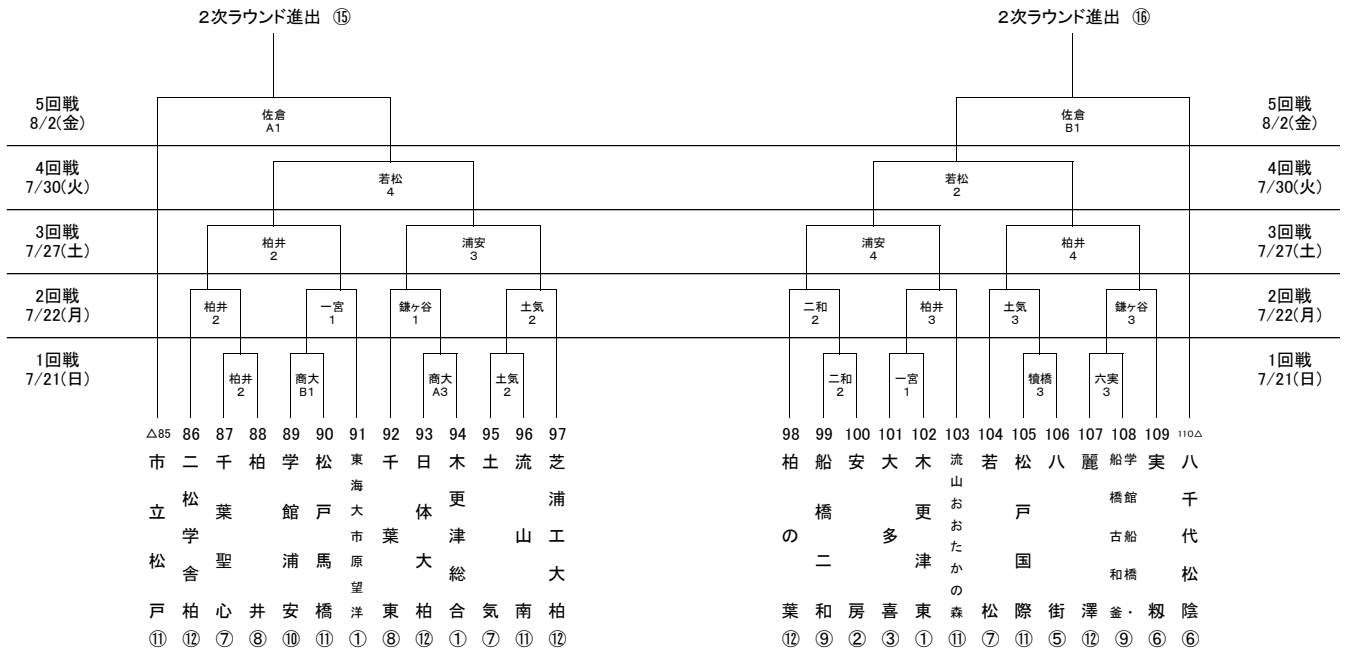 ２次ラウンド進出 ⑮
２次ラウンド進出 ⑯
5回戦
8/2(金)
佐倉
A1
佐倉
B1
5回戦
8/2(金)
4回戦
7/30(火)
若松
4
若松
2
4回戦
7/30(火)
3回戦
7/27(土)
柏井
2
浦安
3
浦安
4
柏井
4
3回戦
7/27(土)
2回戦
7/22(月)
柏井
2
一宮
1
鎌ヶ谷
1
土気
2
二和
2
柏井
3
土気
3
鎌ヶ谷
3
2回戦
7/22(月)
1回戦
7/21(日)
柏井
2
商大
B1
商大
A3
土気
2
二和
2
一宮
1
犢橋
3
六実
3
1回戦
7/21(日)
△85
市立松戸
⑪
86
二松学舎柏
⑫
87
千葉聖心
⑦
88
柏井
⑧
89
学館浦安
⑩
90
松戸馬橋
⑪
91
東海大市原望洋
①
92
千葉東
⑧
93
日体大柏
⑫
94
木更津総合
①
95
土気
⑦
96
流山南
⑪
97
芝浦工大柏
⑫
98
柏の葉
⑫
99
船橋二和
⑨
100
安房
②
101
大多喜
③
102
木更津東
①
103
流山おおたかの森
⑪
104
若松
⑦
105
松戸国際
⑪
106
八街
⑤
107
麗澤
⑫
108
学館船橋・
船橋古和釜
⑨
109
実籾
⑥
110△
八千代松陰
⑥